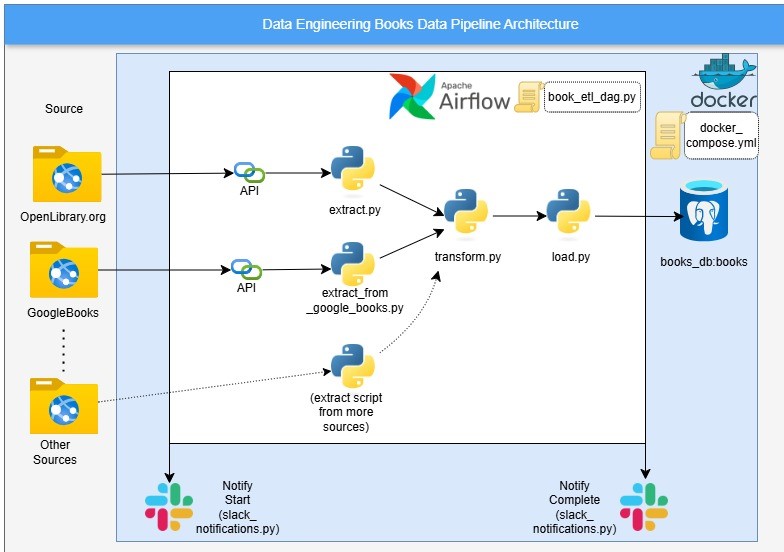 Data Engineering Books Data Pipeline Architecture
Source
Apache
Airflow
book_etl_dag.py
docker
docker_
compose.yml
OpenLibrary.org
API
extract.py
GoogleBooks
API
extract_from
_google_books.py
transform.py
load.py
books_db:books
(extract script
from more
sources)
Other
Sources
Notify
Start
(slack_
notifications.py)
Notify
Complete
(slack_
notifications.py)